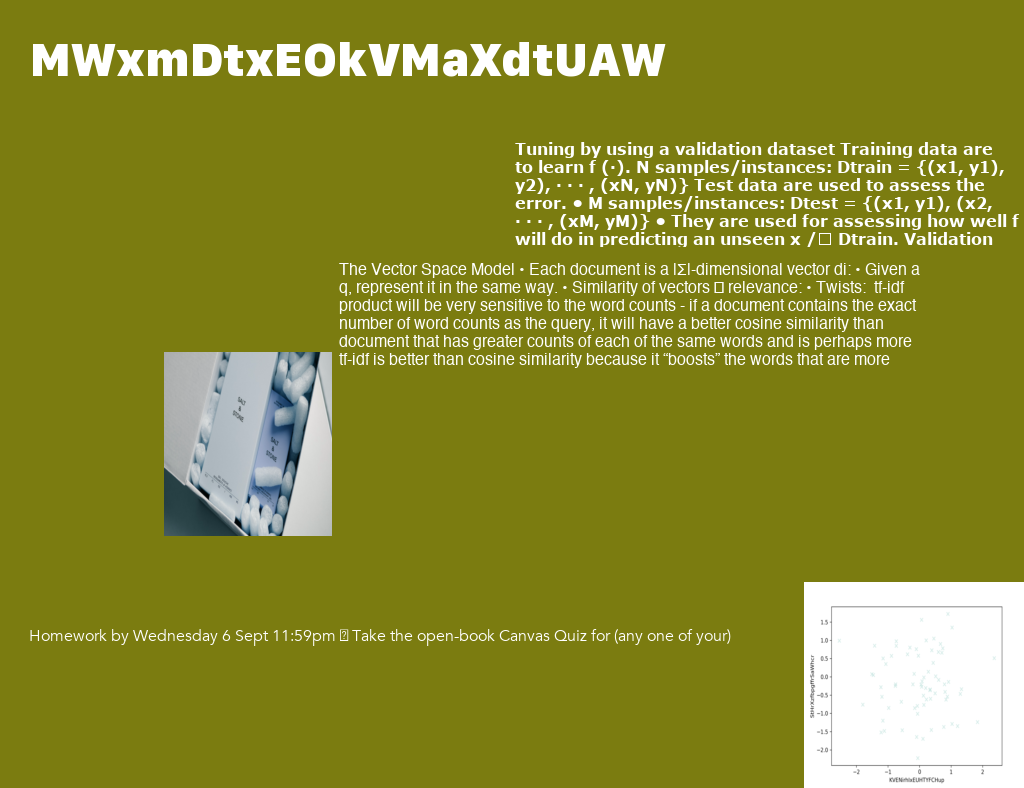 MWxmDtxEOkVMaXdtUAW
Tuning by using a validation dataset Training data are
to learn f (·). N samples/instances: Dtrain = {(x1, y1),
y2), · · · , (xN, yN)} Test data are used to assess the
error. ● M samples/instances: Dtest = {(x1, y1), (x2,
· · · , (xM, yM)} ● They are used for assessing how well f
will do in predicting an unseen x /□ Dtrain. Validation
The Vector Space Model • Each document is a |Σ|-dimensional vector di: • Given a
q, represent it in the same way. • Similarity of vectors □ relevance: • Twists: tf-idf
product will be very sensitive to the word counts - if a document contains the exact
number of word counts as the query, it will have a better cosine similarity than
document that has greater counts of each of the same words and is perhaps more
tf-idf is better than cosine similarity because it “boosts” the words that are more
SALT
&
STONE
SALT
&
STONE
Homework by Wednesday 6 Sept 11:59pm □ Take the open-book Canvas Quiz for (any one of your)
1.5
1.0
0.5
0.0
−0.5
−1.0
−1.5
−2.0
−2 −1 0 1 2